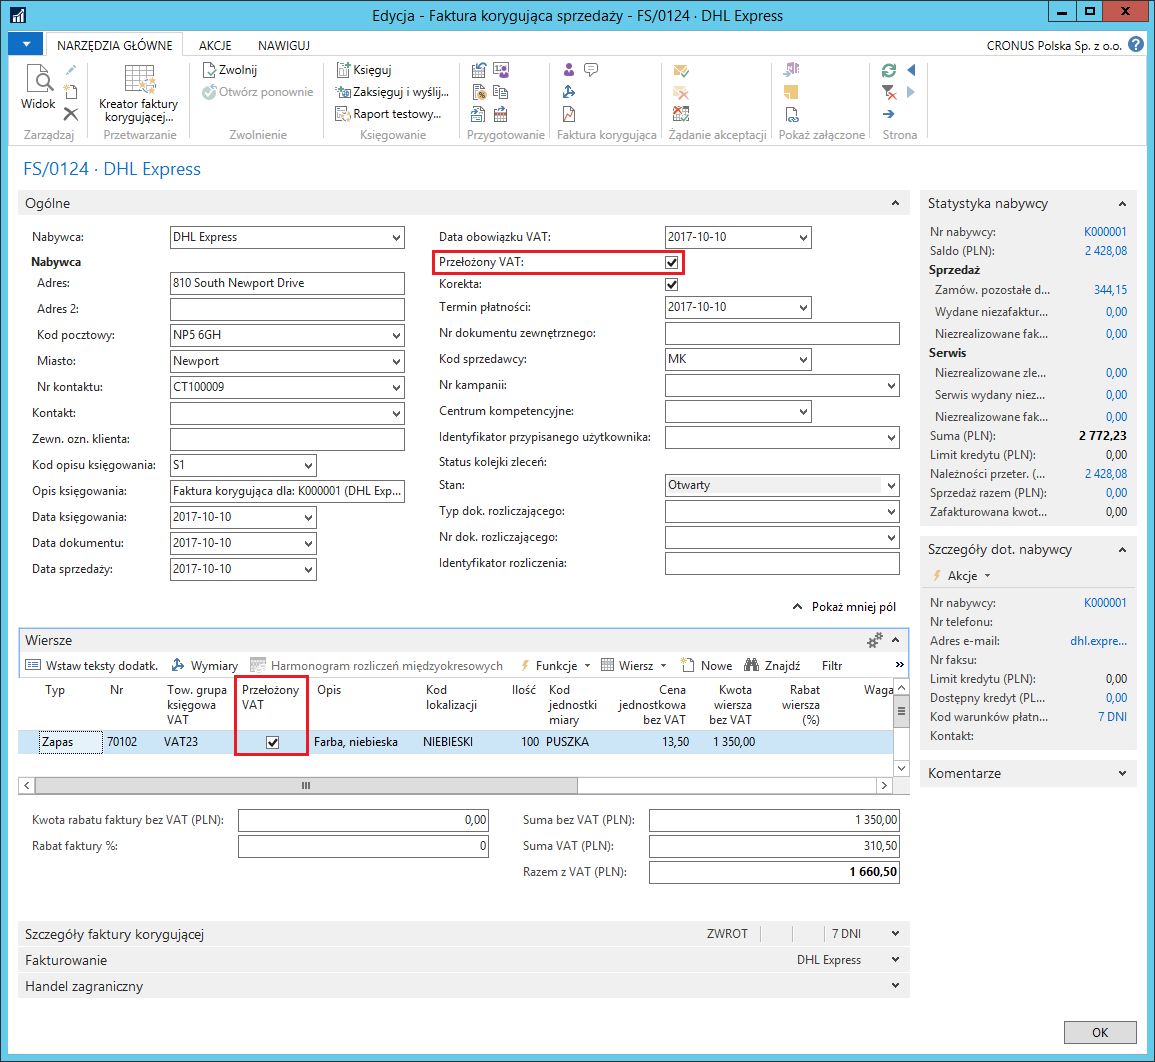 Edycja - Faktura korygująca sprzedaży - FS/0124 · DHL Express
NARZĘDZIA GŁÓWNE AKCJE NAWIGUJ CRONUS Polska Sp. z o.o.
Widok
Zarządzaj
Kreator faktury
korygującej...
Przetwarzanie
Zwolnij
Otwórz ponownie
Zwolnienie
Księguj
Zaksięguj i wyślij...
Raport testowy...
Księgowanie
Przygotowanie
Faktura korygująca
Żądanie akceptacji
Pokaż załączone
Strona
FS/0124 · DHL Express
Ogólne
Nabywca: DHL Express
Nabywca
Adres: 810 South Newport Drive
Adres 2:
Kod pocztowy: NP5 6GH
Miasto: Newport
Nr kontaktu: CT100009
Kontakt:
Zewn. ozn. klienta:
Kod opisu księgowania: S1
Opis księgowania: Faktura korygująca dla: K000001 (DHL Exp...
Data księgowania: 2017-10-10
Data dokumentu: 2017-10-10
Data sprzedaży: 2017-10-10
Data obowiązku VAT: 2017-10-10
Przełożony VAT:
Korekta:
Termin płatności: 2017-10-10
Nr dokumentu zewnętrznego:
Kod sprzedawcy: MK
Nr kampanii:
Centrum kompetencyjne:
Identyfikator przypisanego użytkownika:
Status kolejki zleceń:
Stan: Otwarty
Typ dok. rozliczającego:
Nr dok. rozliczającego:
Identyfikator rozliczenia:
Pokaż mniej pól
Wiersze
Wstaw teksty dodatk. Wymiary Harmonogram rozliczeń międzyokresowych Funkcje Wiersz Nowe Znajdź Filtr »
Typ Nr Tow. grupa księgowa VAT Przełożony VAT Opis Kod lokalizacji Ilość Kod jednostki miary Cena jednostkowa bez VAT Kwota wiersza bez VAT Rabat wiersza (%) Waga
Zapas 70102 VAT23 Farba, niebieska NIEBIESKI 100 PUSZKA 13,50 1 350,00
Kwota rabatu faktury bez VAT (PLN): 0,00
Rabat faktury %: 0
Suma bez VAT (PLN): 1 350,00
Suma VAT (PLN): 310,50
Razem z VAT (PLN): 1 660,50
Szczegóły faktury korygującej ZWROT 7 DNI
Fakturowanie DHL Express
Handel zagraniczny
Statystyka nabywcy
Nr nabywcy: K000001
Saldo (PLN): 2 428,08
Sprzedaż
Zamów. pozostałe d... 344,15
Wydane niezafaktur... 0,00
Niezrealizowane fak... 0,00
Serwis
Niezrealizowane zle... 0,00
Serwis wydany niez... 0,00
Niezrealizowane fak... 0,00
Suma (PLN): 2 772,23
Limit kredytu (PLN): 0,00
Należności przeter. (... 2 428,08
Sprzedaż razem (PLN): 0,00
Zafakturowana kwot... 0,00
Szczegóły dot. nabywcy
Akcje
Nr nabywcy: K000001
Nr telefonu:
Adres e-mail: dhl.expre...
Nr faksu:
Limit kredytu (PLN): 0,00
Dostępny kredyt (PL... 0,00
Kod warunków płatn... 7 DNI
Kontakt:
Komentarze
OK